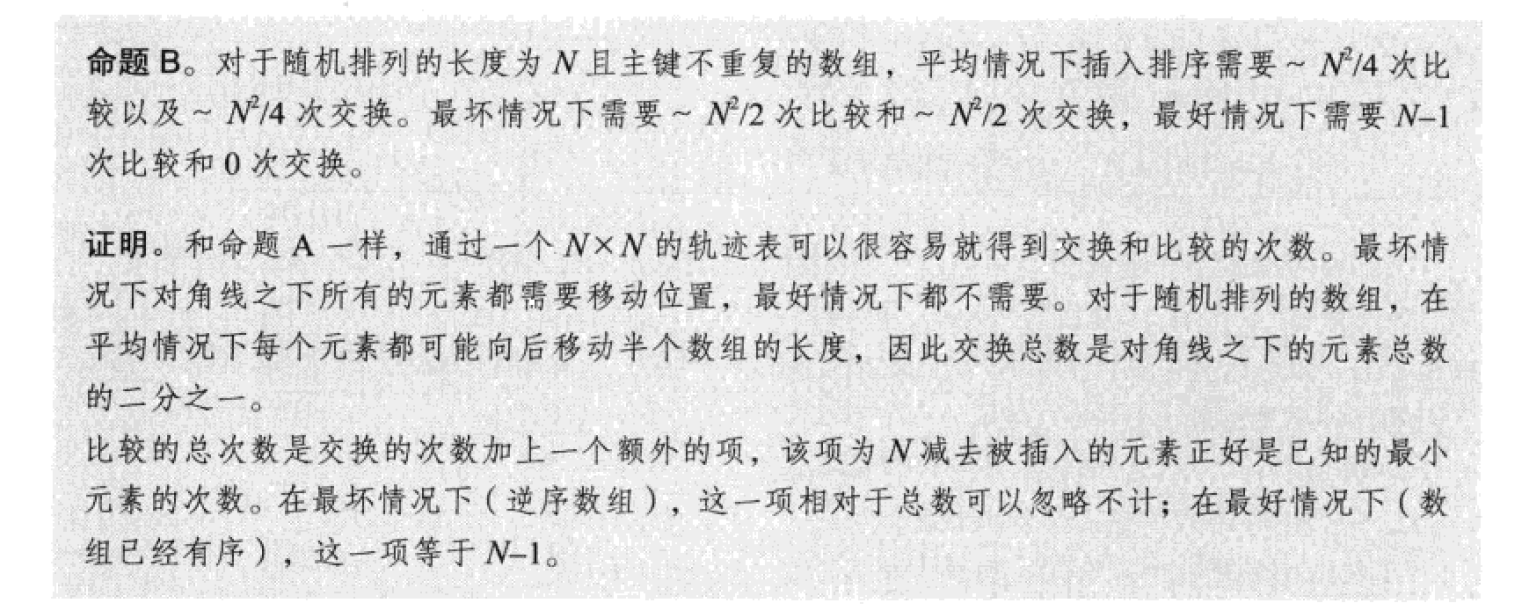 命题 B。对于随机排列的长度为 N 且主键不重复的数组，平均情况下插入排序需要 ~ N²/4 次比
较以及 ~ N²/4 次交换。最坏情况下需要 ~ N²/2 次比较和 ~ N²/2 次交换，最好情况下需要 N–1
次比较和 0 次交换。
证明。和命题 A 一样，通过一个 N×N 的轨迹表可以很容易就得到交换和比较的次数。最坏情
况下对角线之下所有的元素都需要移动位置，最好情况下都不需要。对于随机排列的数组，在
平均情况下每个元素都可能向后移动半个数组的长度，因此交换总数是对角线之下的元素总数
的二分之一。
比较的总次数是交换的次数加上一个额外的项，该项为 N 减去被插入的元素正好是已知的最小
元素的次数。在最坏情况下（逆序数组），这一项相对于总数可以忽略不计；在最好情况下（数
组已经有序），这一项等于 N–1。